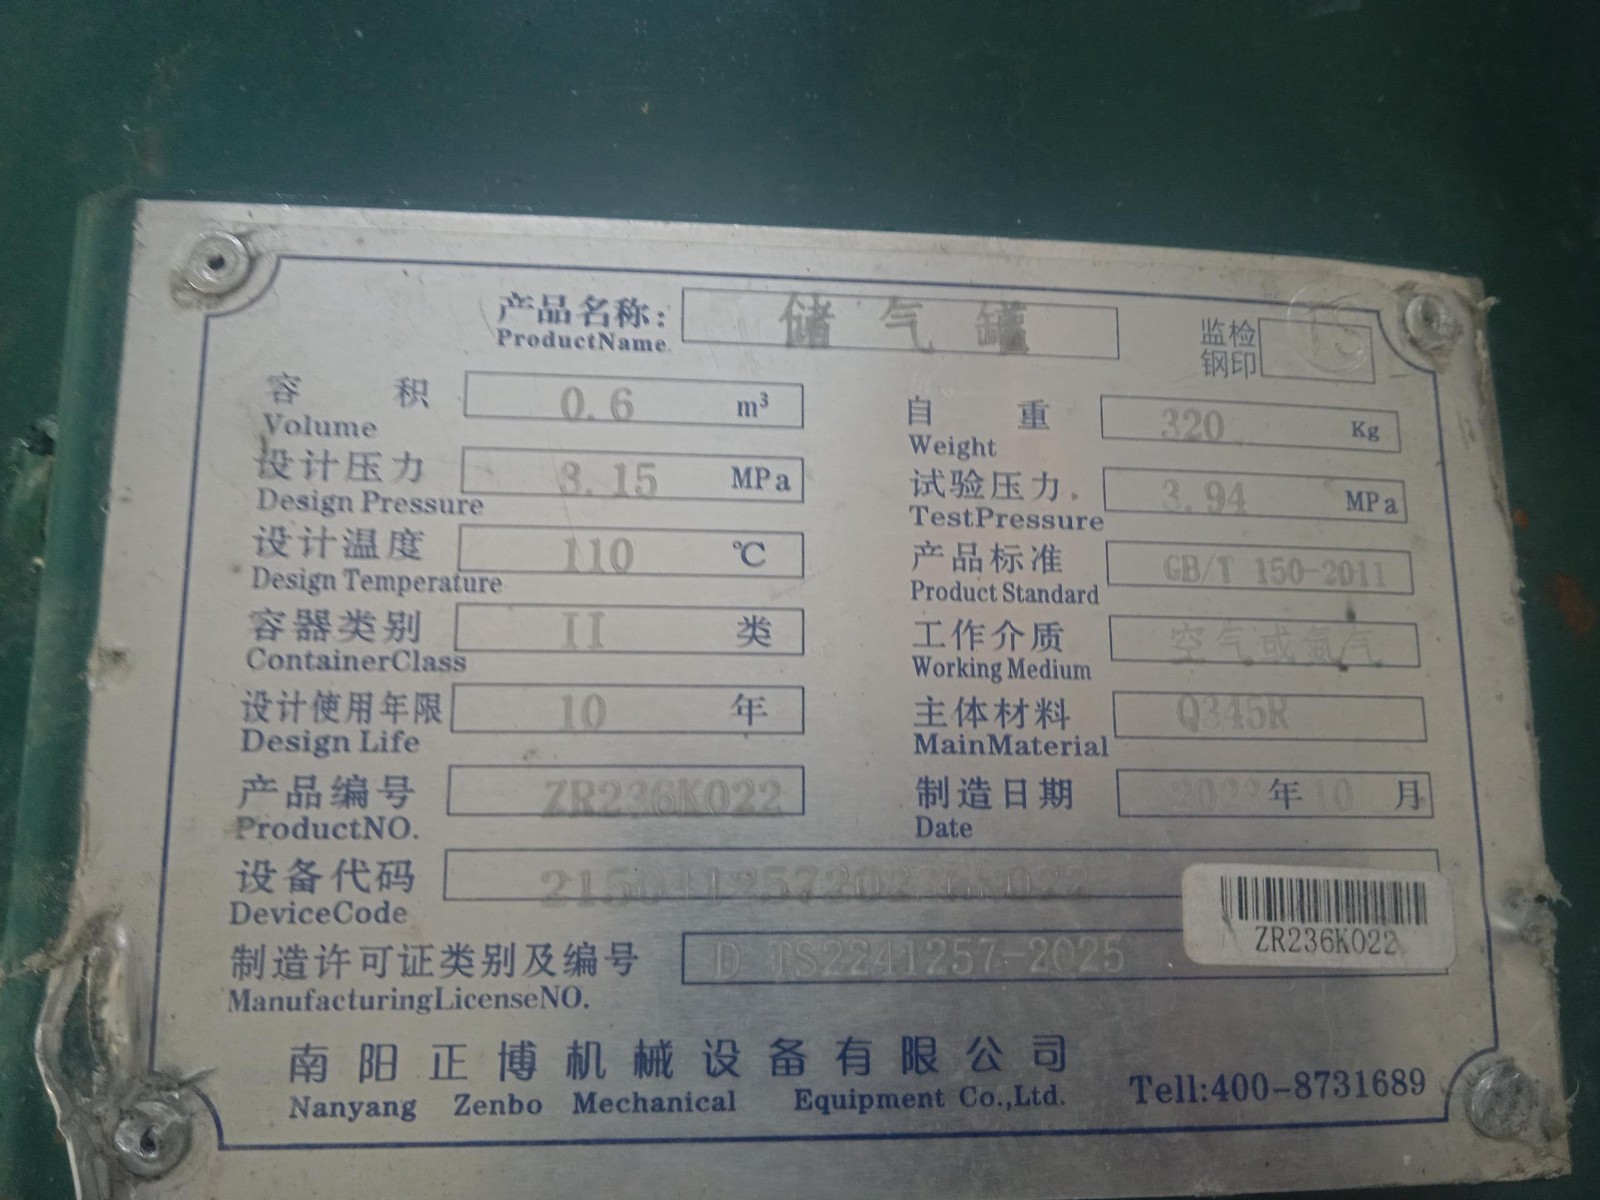 产品名称: 储气罐
ProductName
监检
钢印
TS
容 积 0.6 m³
Volume
自 重 320 Kg
Weight
设计压力 3.15 MPa
Design Pressure
试验压力 3.94 MPa
TestPressure
设计温度 110 ℃
Design Temperature
产品标准 GB/T 150-2011
Product Standard
容器类别 II 类
ContainerClass
工作介质 空气或氮气
Working Medium
设计使用年限 10 年
Design Life
主体材料 Q345R
MainMaterial
产品编号 ZR236K022
ProductNO.
制造日期 2023年10月
Date
设备代码
DeviceCode
ZR236K022
制造许可证类别及编号 D TS2241257-2025
ManufacturingLicenseNO.
南阳正博机械设备有限公司
Nanyang Zenbo Mechanical Equipment Co.,Ltd. Tell:400-8731689